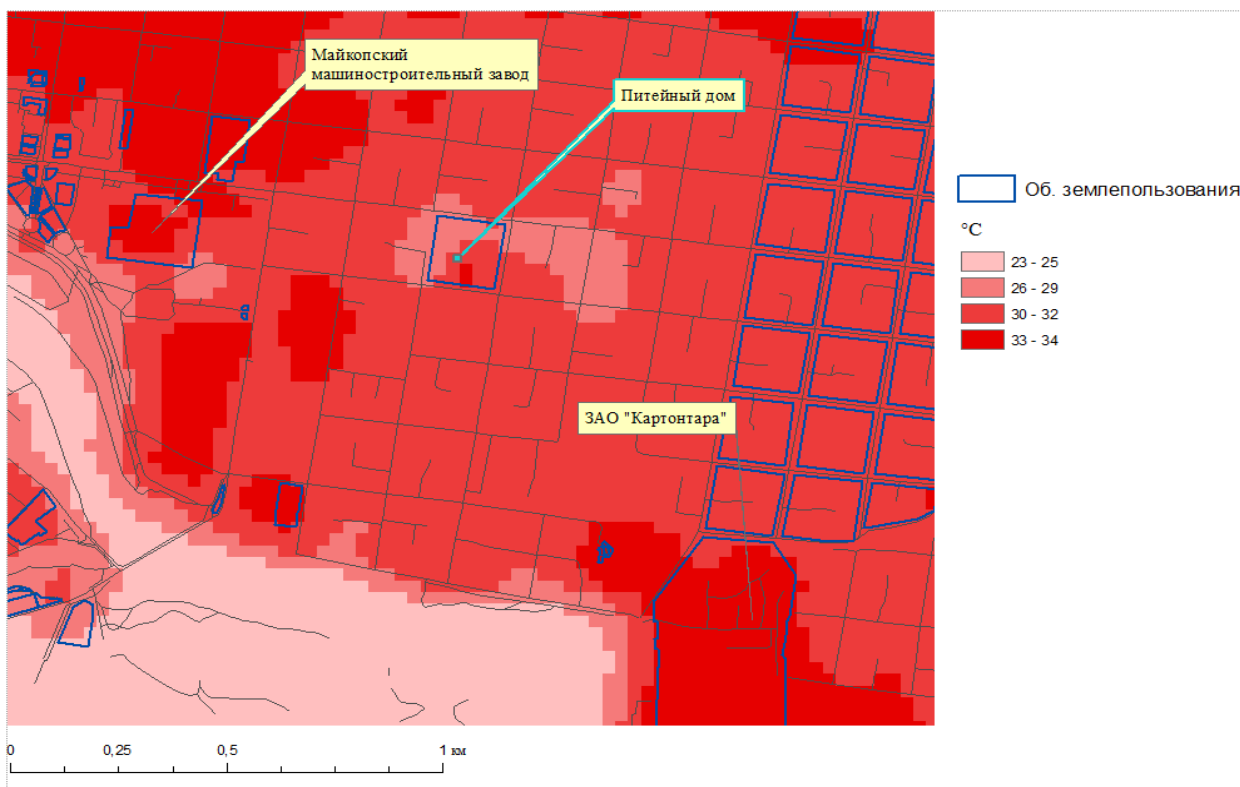 Майкопский
машиностроительный завод
Питейный дом
ЗАО "Картонтара"
Об. землепользования
°C
23 - 25
26 - 29
30 - 32
33 - 34
0 0,25 0,5 1 км